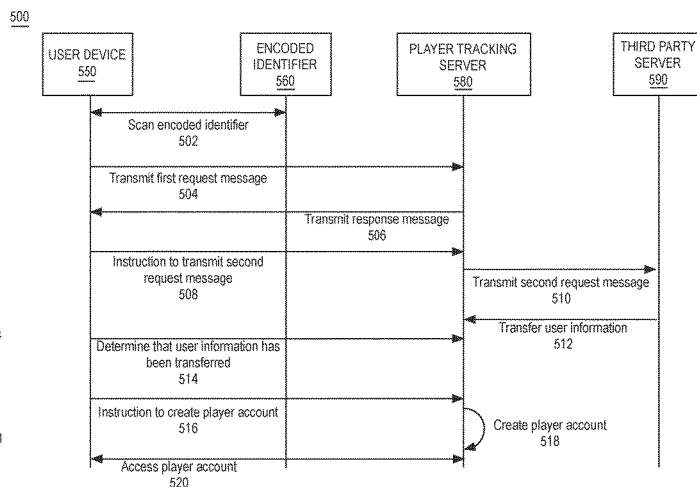 500
USER DEVICE
550
ENCODED
IDENTIFIER
560
PLAYER TRACKING
SERVER
580
THIRD PARTY
SERVER
590
Scan encoded identifier
502
Transmit first request message
504
Transmit response message
506
Instruction to transmit second
request message
508
Transmit second request message
510
Transfer user information
512
Determine that user information has
been transferred
514
Instruction to create player account
516
Create player account
518
Access player account
520